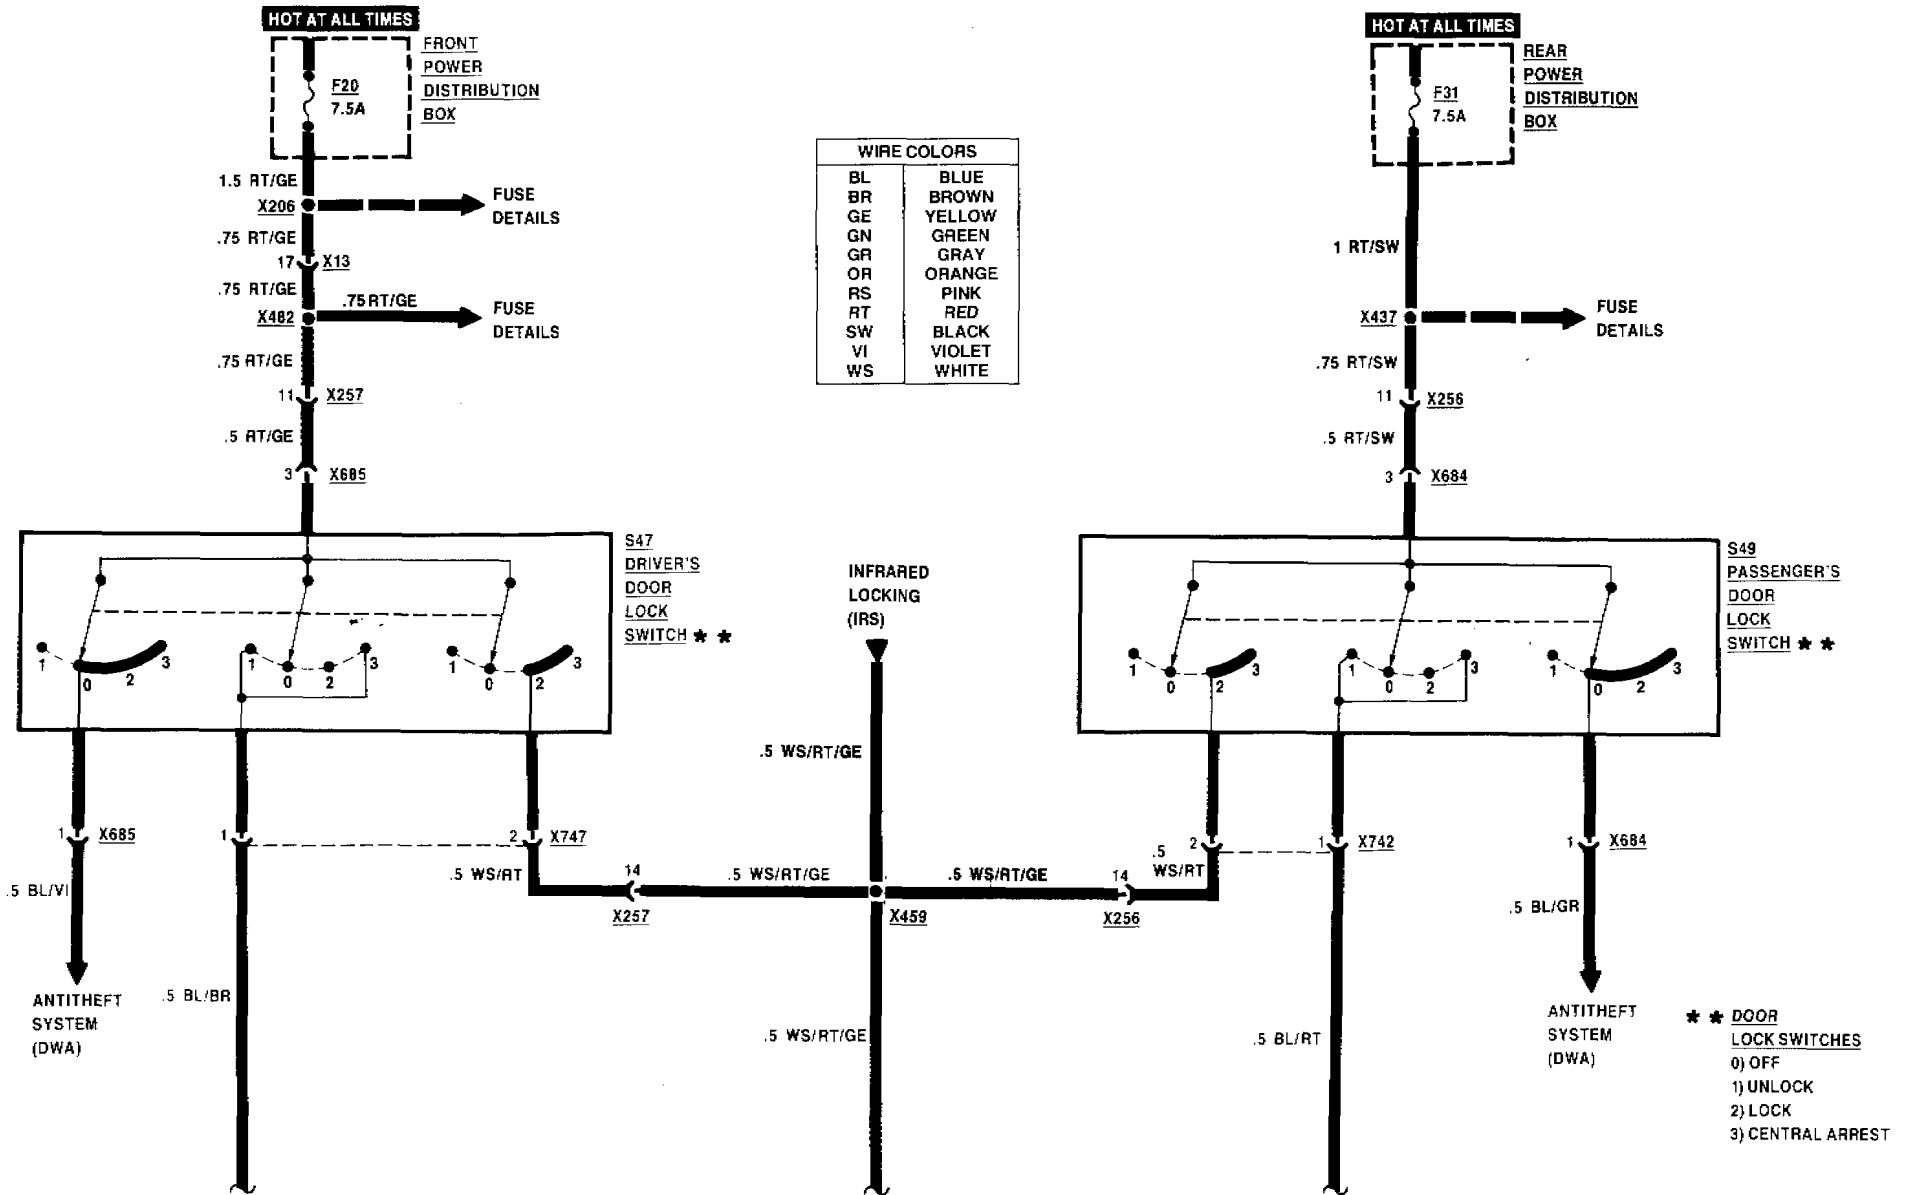 HOT AT ALL TIMES
FRONT
POWER
DISTRIBUTION
BOX
F20
7.5A
1.5 RT/GE
X206
FUSE
DETAILS
.75 RT/GE
17
X13
.75 RT/GE
.75 RT/GE
X482
FUSE
DETAILS
.75 RT/GE
11
X257
.5 RT/GE
3
X685
HOT AT ALL TIMES
REAR
POWER
DISTRIBUTION
BOX
F31
7.5A
1 RT/SW
X437
FUSE
DETAILS
.75 RT/SW
11
X256
.5 RT/SW
3
X684
WIRE COLORS
BL BLUE
BR BROWN
GE YELLOW
GN GREEN
GR GRAY
OR ORANGE
RS PINK
RT RED
SW BLACK
VI VIOLET
WS WHITE
S47
DRIVER'S
DOOR
LOCK
SWITCH * *
1 0 2 3
1 0 2 3
1 0 2 3
INFRARED
LOCKING
(IRS)
S49
PASSENGER'S
DOOR
LOCK
SWITCH * *
1 0 2 3
1 0 2 3
1 0 2 3
.5 WS/RT/GE
1
X685
1
2
X747
2
1
X742
1
X684
.5 BL/VI
.5 WS/RT
14
X257
.5 WS/RT/GE
X459
.5 WS/RT/GE
14
X256
.5
WS/RT
.5 BL/GR
ANTITHEFT
SYSTEM
(DWA)
.5 BL/BR
.5 WS/RT/GE
.5 BL/RT
ANTITHEFT
SYSTEM
(DWA)
* * DOOR
LOCK SWITCHES
0) OFF
1) UNLOCK
2) LOCK
3) CENTRAL ARREST